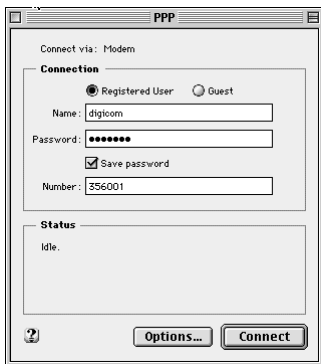 PPP
Connect via: Modem
Connection
Registered User Guest
Name: digicom
Password: •••••••
Save password
Number: 356001
Status
Idle.
? Options... Connect